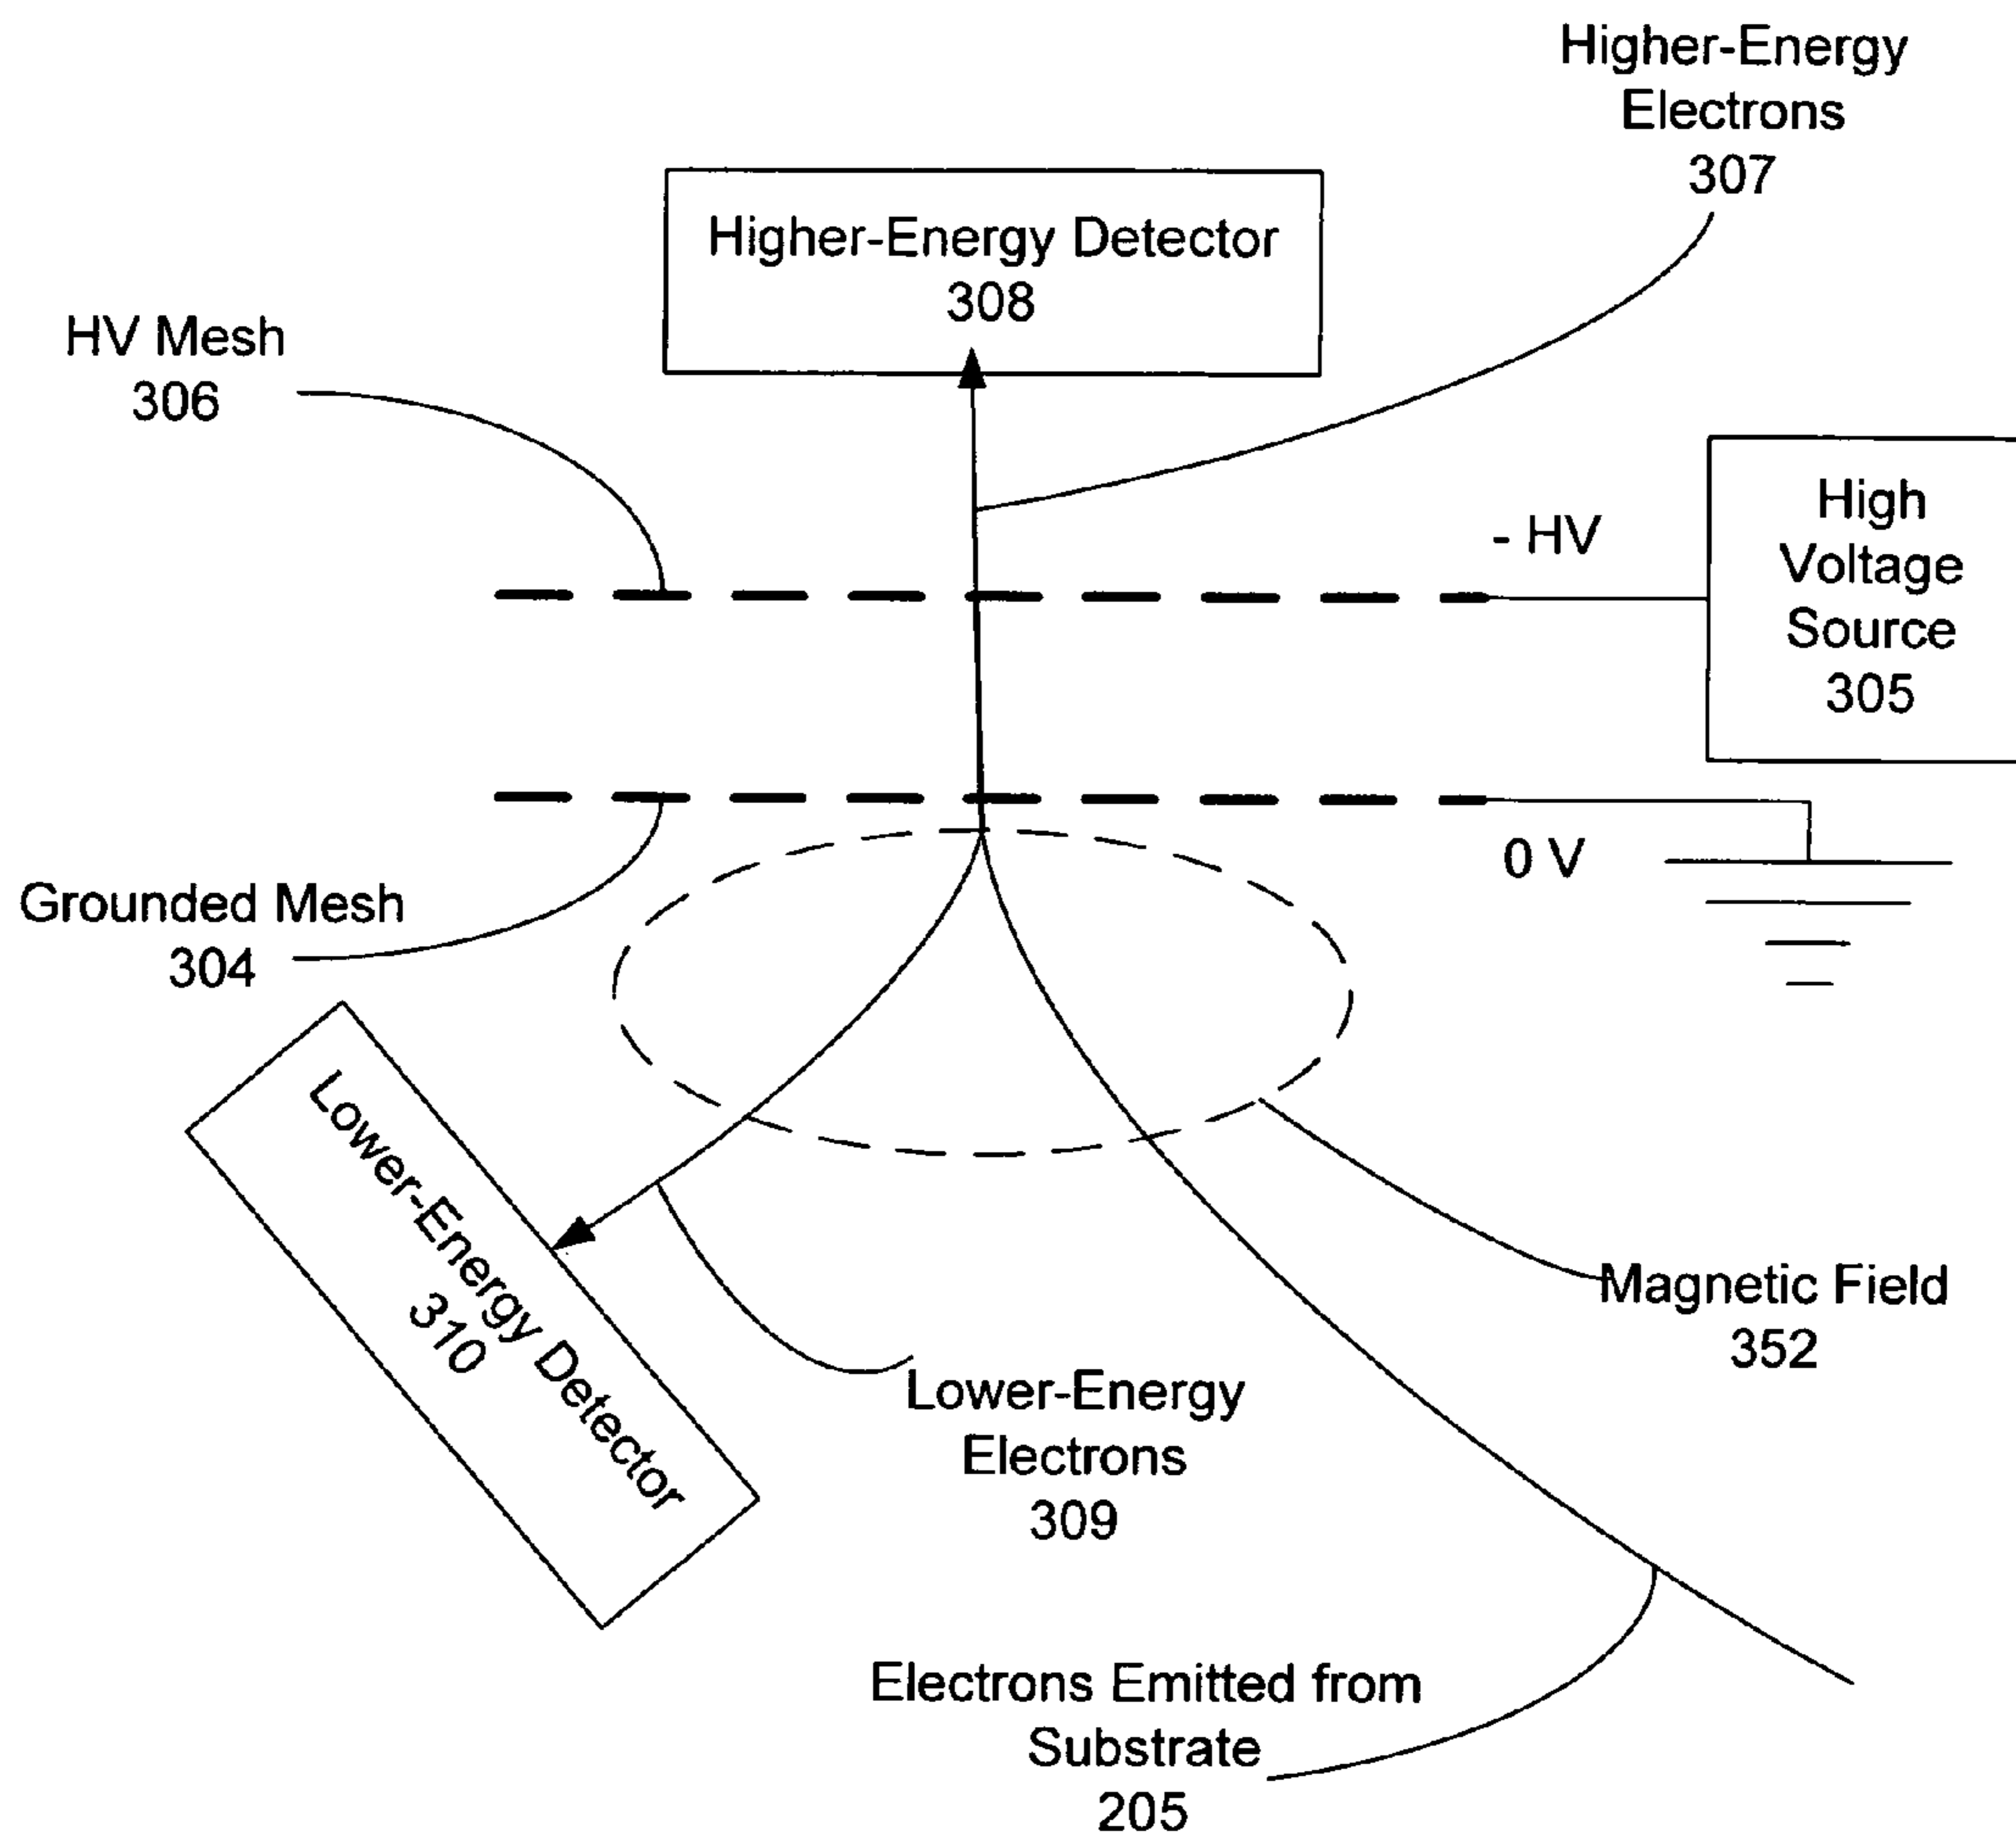 Higher-Energy
Electrons
307
Higher-Energy Detector
308
HV Mesh
306
- HV
High
Voltage
Source
305
0 V
Grounded Mesh
304
Lower-Energy Detector
310
Magnetic Field
352
Lower-Energy
Electrons
309
Electrons Emitted from
Substrate
205